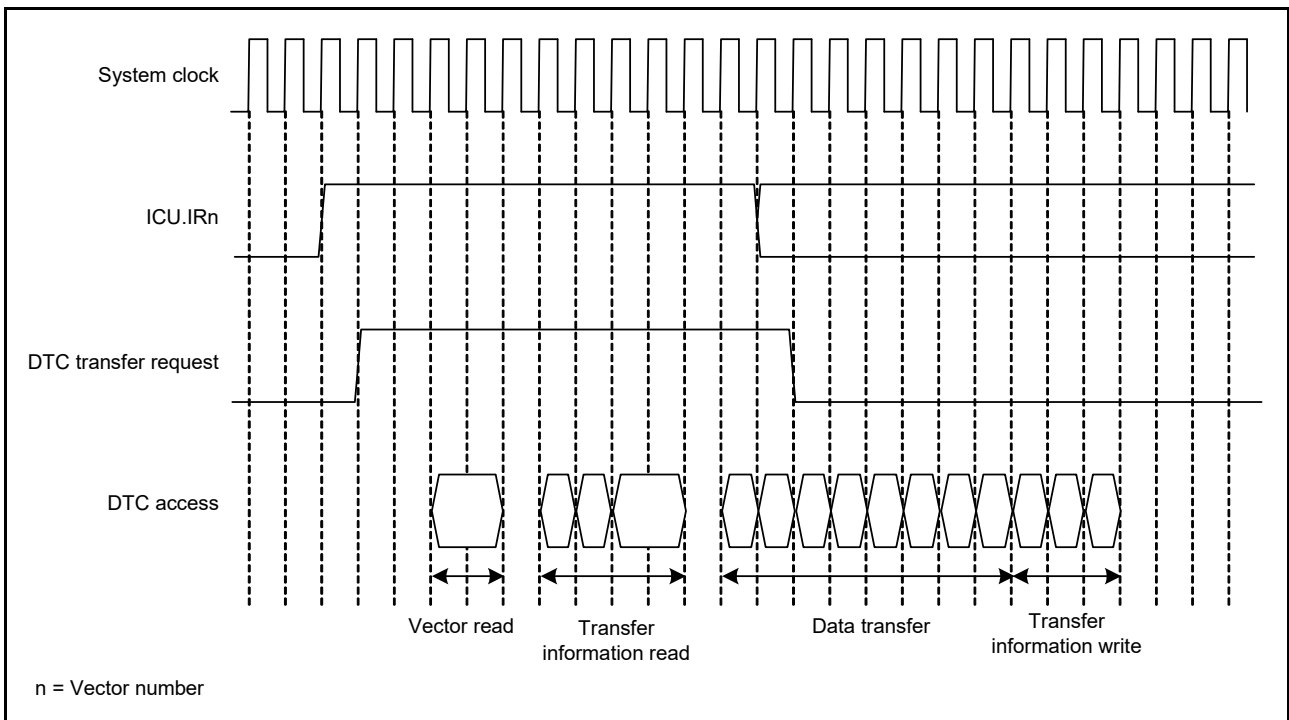 System clock
ICU.IRn
DTC transfer request
DTC access
Vector read
Transfer
information read
Data transfer
Transfer
information write
n = Vector number